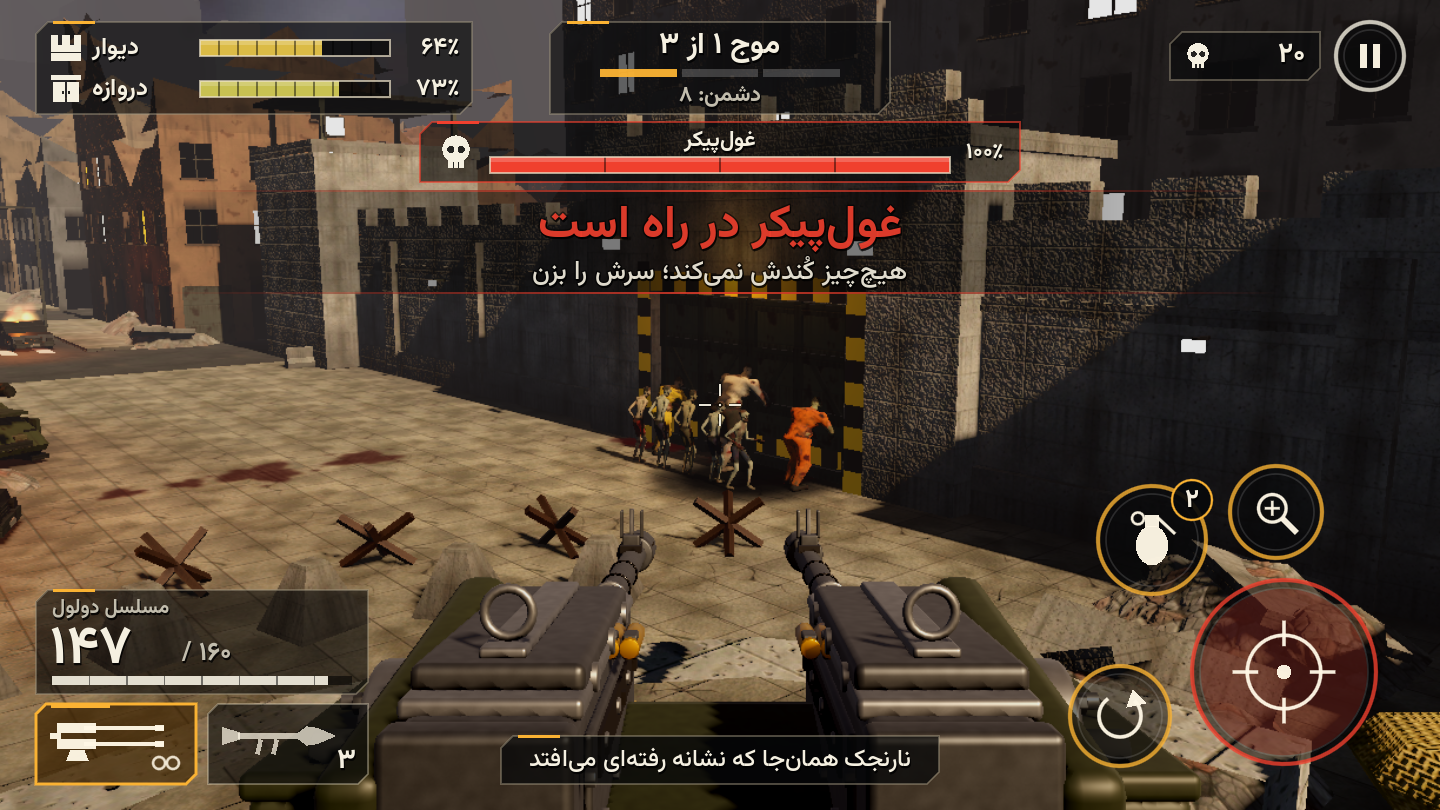 دیوار ۶۴٪
دروازه ۷۳٪
موج ۱ از ۳
دشمن: ۸
۲۰
غول‌پیکر
۱۰۰٪
غول‌پیکر در راه است
هیچ‌چیز کُندش نمی‌کند؛ سرش را بزن
۲
مسلسل دولول
۱۴۷ / ۱۶۰
∞
۳
نارنجک همان‌جا که نشانه رفته‌ای می‌افتد